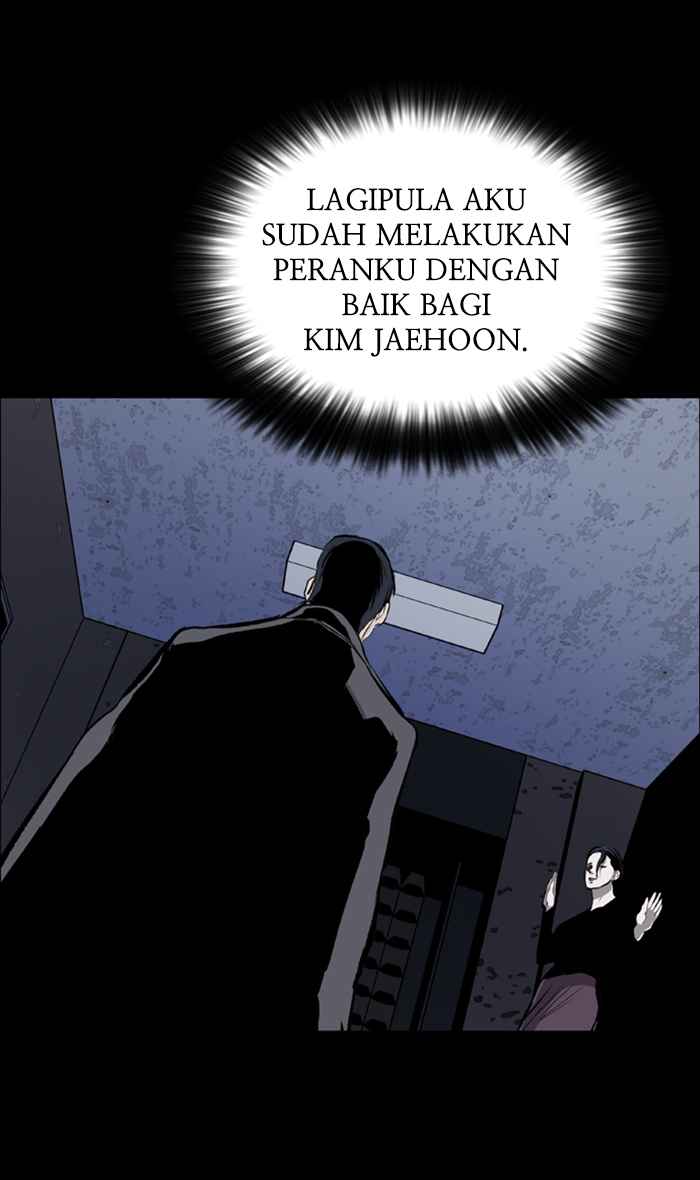 LAGIPULA AKU
SUDAH MELAKUKAN
PERANKU DENGAN
BAIK BAGI
KIM JAEHOON.